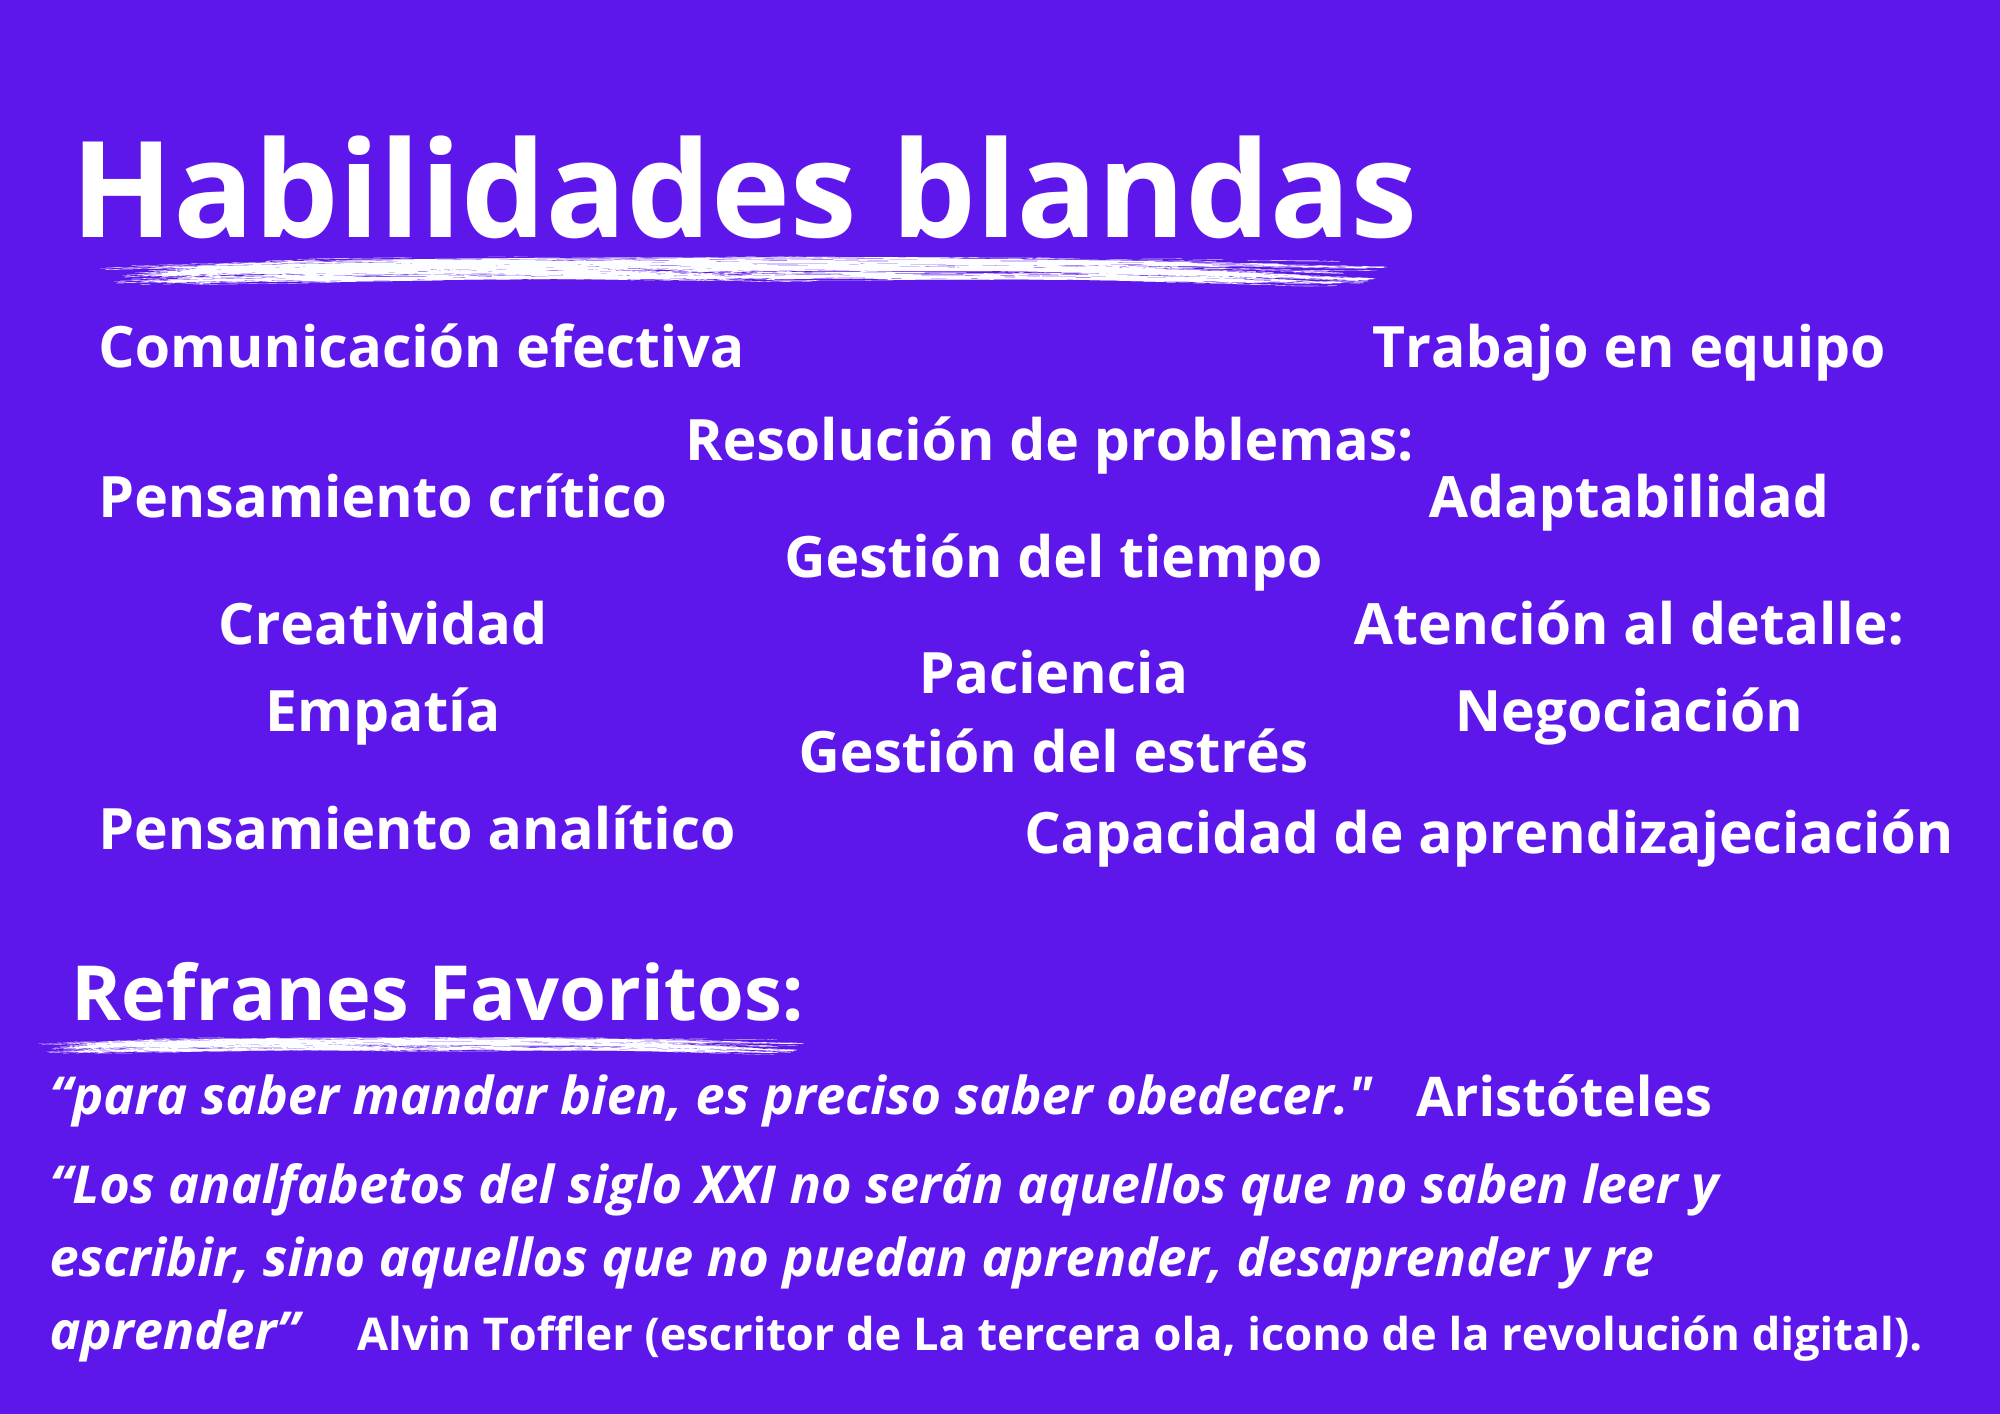 Habilidades blandas
Comunicación efectiva
Trabajo en equipo
Resolución de problemas:
Pensamiento crítico
Adaptabilidad
Gestión del tiempo
Creatividad
Atención al detalle:
Paciencia
Empatía
Negociación
Gestión del estrés
Pensamiento analítico
Capacidad de aprendizajeciación
Refranes Favoritos:
“para saber mandar bien, es preciso saber obedecer." Aristóteles
“Los analfabetos del siglo XXI no serán aquellos que no saben leer y
escribir, sino aquellos que no puedan aprender, desaprender y re
aprender” Alvin Toffler (escritor de La tercera ola, icono de la revolución digital).